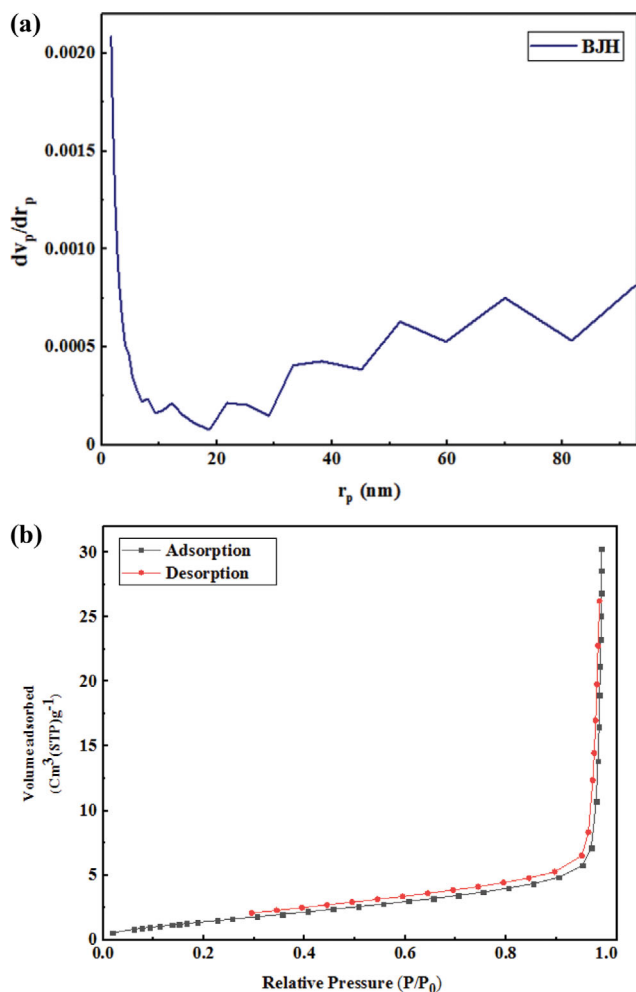 (a)
BJH
0.0020
0.0015
0.0010
0.0005
0
dvp/drp
0 20 40 60 80
rp (nm)
(b)
Adsorption
Desorption
30
25
20
15
10
5
0
Volume adsorbed
(Cm3(STP)g-1)
0.0 0.2 0.4 0.6 0.8 1.0
Relative Pressure (P/P0)